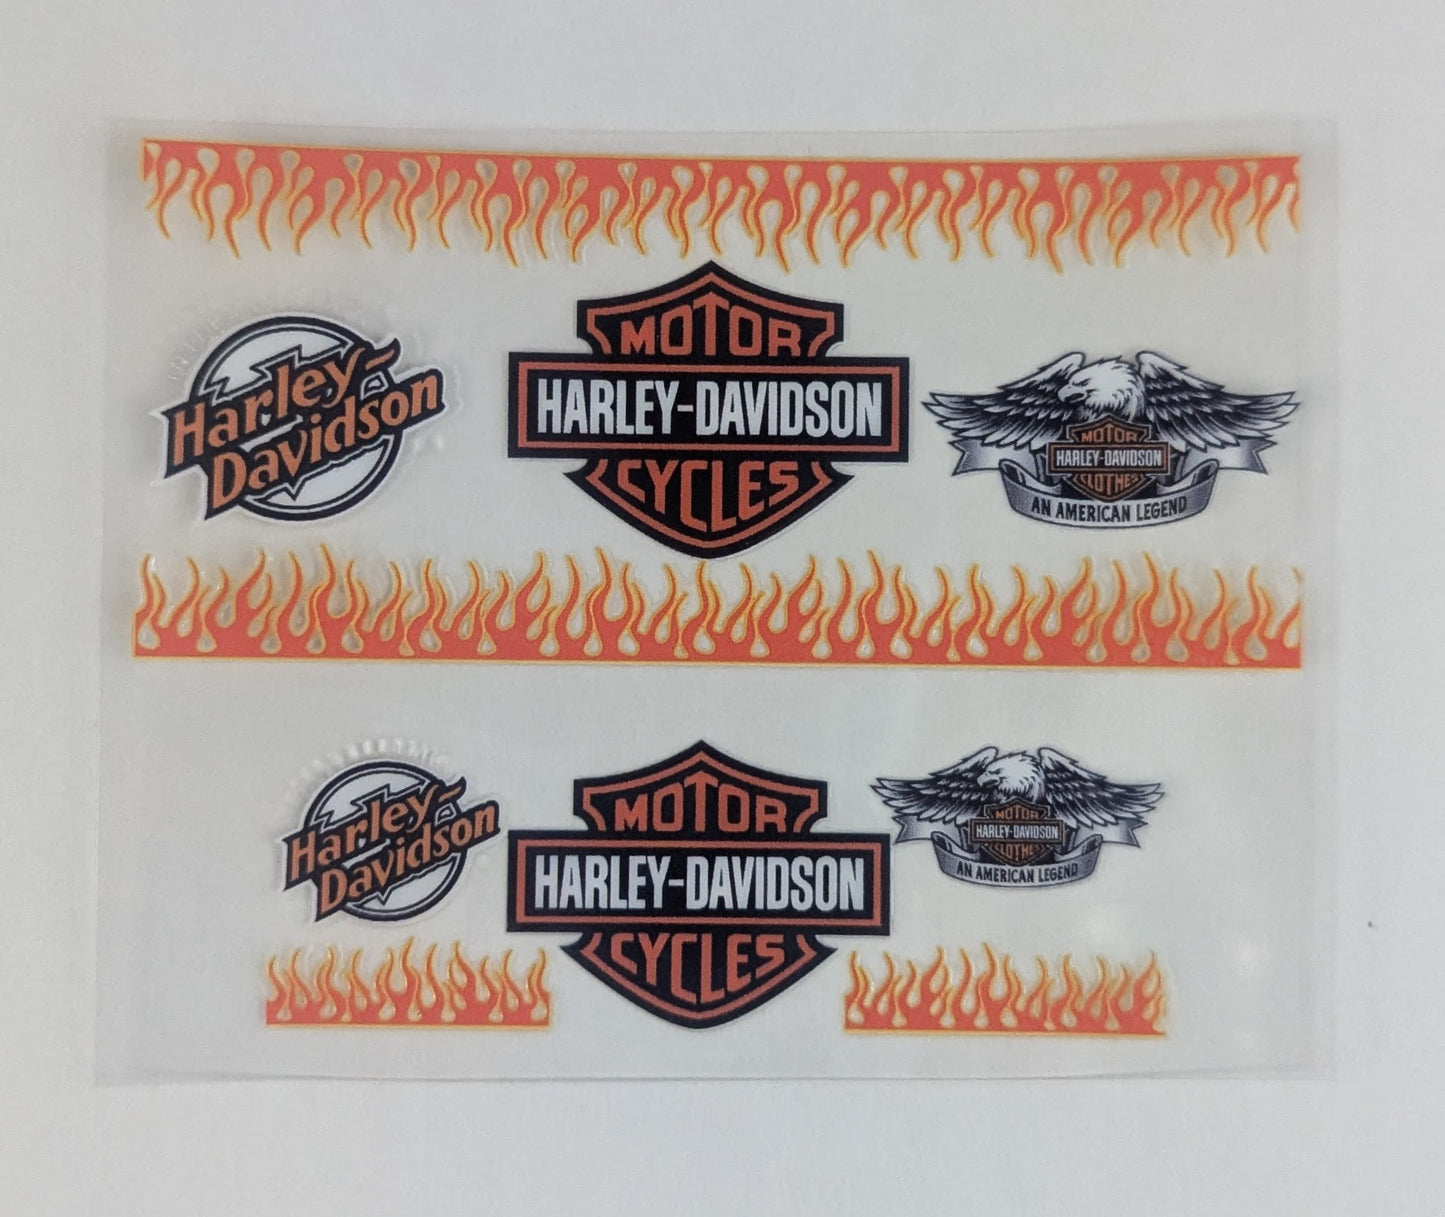 Harley-
Davidson
MOTOR
HARLEY-DAVIDSON
CYCLES
MOTOR
HARLEY-DAVIDSON
CLOTHES
AN AMERICAN LEGEND
Harley-
Davidson
MOTOR
HARLEY-DAVIDSON
CYCLES
MOTOR
HARLEY-DAVIDSON
CLOTHES
AN AMERICAN LEGEND